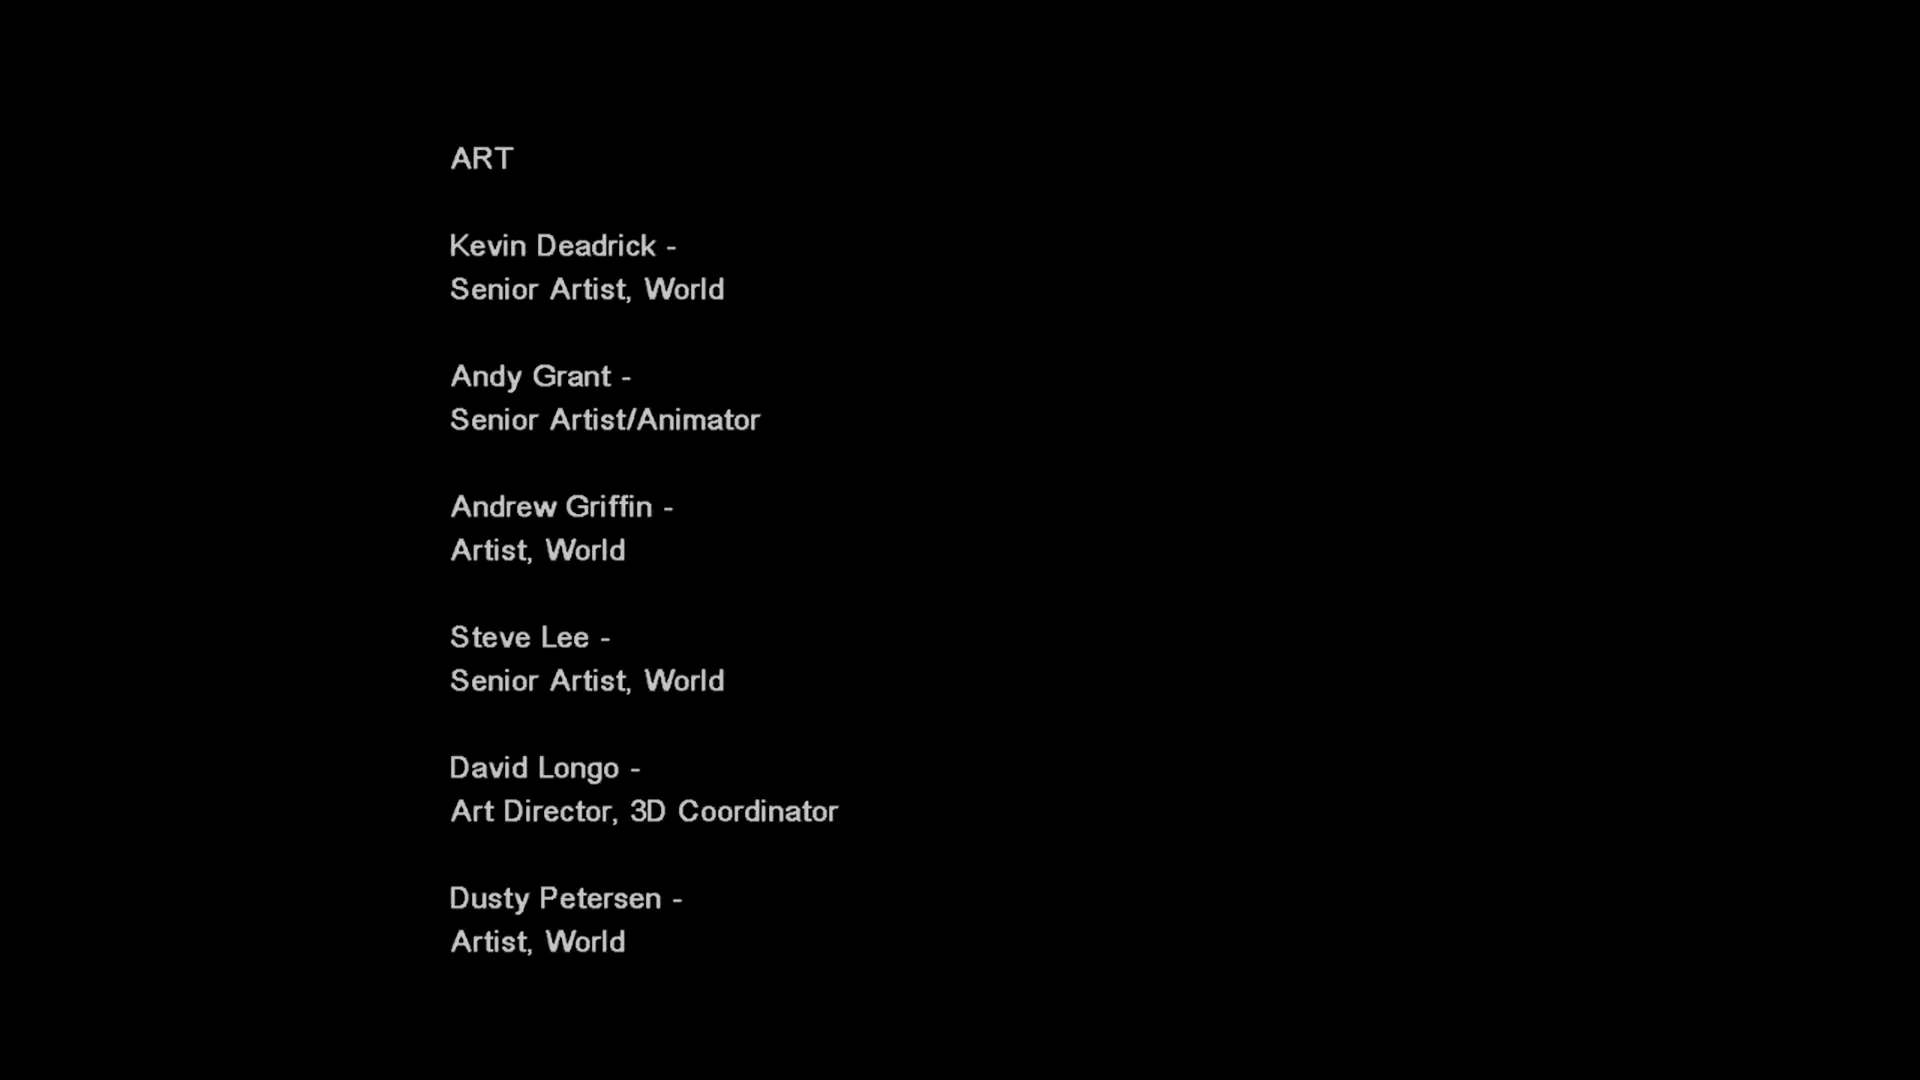 ART
Kevin Deadrick -
Senior Artist, World
Andy Grant -
Senior Artist/Animator
Andrew Griffin -
Artist, World
Steve Lee -
Senior Artist, World
David Longo -
Art Director, 3D Coordinator
Dusty Petersen -
Artist, World